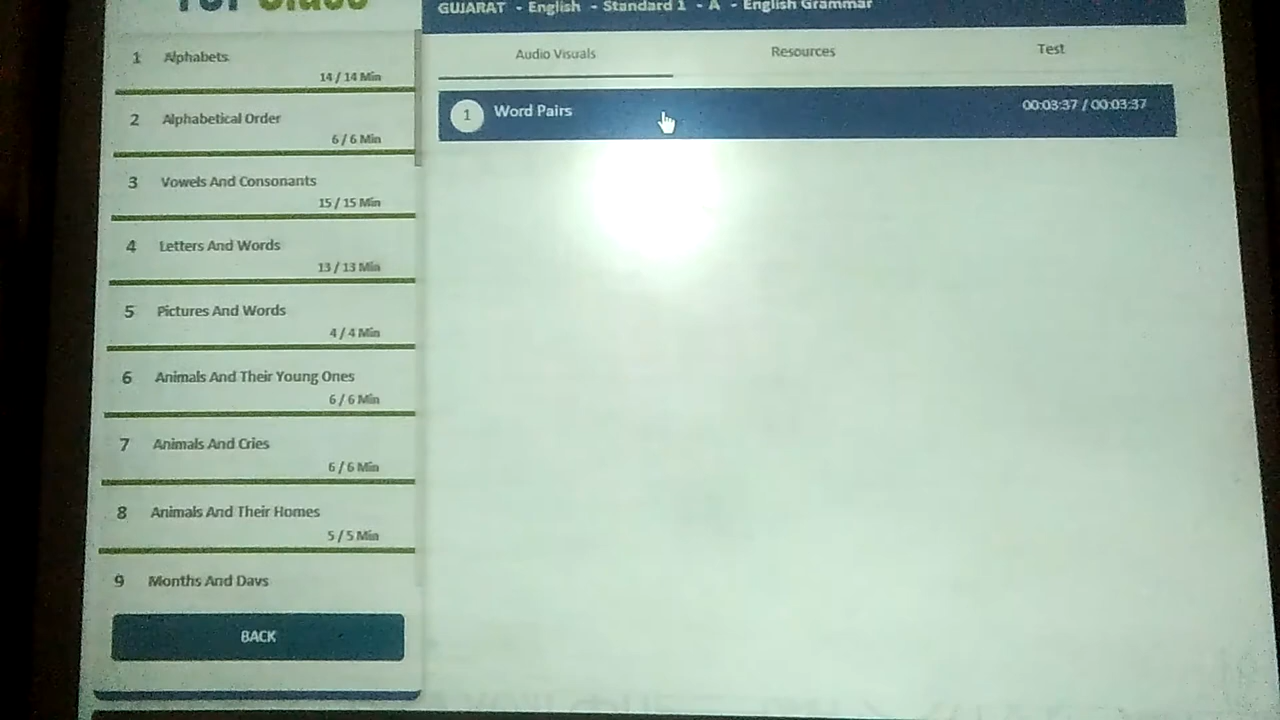 TOP Class
GUJARAT - English - Standard 1 - A - English Grammar
1 Alphabets
14 / 14 Min
2 Alphabetical Order
6 / 6 Min
3 Vowels And Consonants
15 / 15 Min
4 Letters And Words
13 / 13 Min
5 Pictures And Words
4 / 4 Min
6 Animals And Their Young Ones
6 / 6 Min
7 Animals And Cries
6 / 6 Min
8 Animals And Their Homes
5 / 5 Min
9 Months And Days
BACK
Audio Visuals Resources Test
1 Word Pairs 00:03:37 / 00:03:37